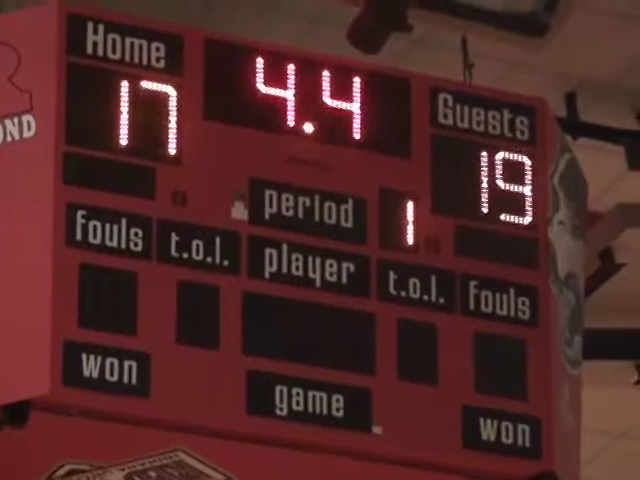 Home
4.4
Guests
17
19
period 1
fouls t.o.l. player t.o.l. fouls
won
game
won
OND